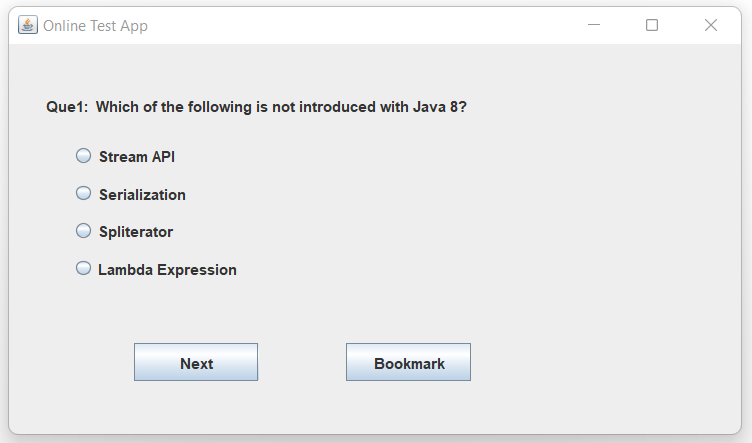 Online Test App
Que1: Which of the following is not introduced with Java 8?
Stream API
Serialization
Spliterator
Lambda Expression
Next Bookmark